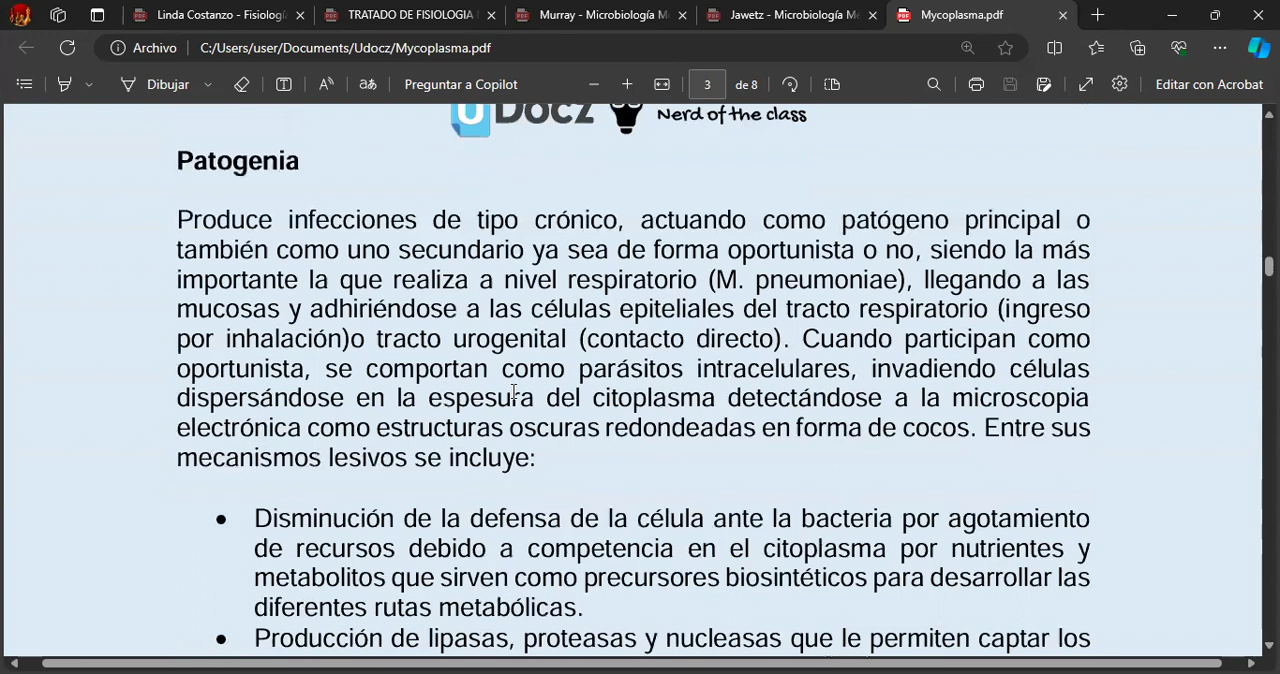 Linda Costanzo - Fisiologí
TRATADO DE FISIOLOGIA
Murray - Microbiología M
Jawetz - Microbiología Me
Mycoplasma.pdf
Archivo
C:/Users/user/Documents/Udocz/Mycoplasma.pdf
Dibujar
Preguntar a Copilot
3 de 8
Editar con Acrobat
UDocz
Nerd of the class
Patogenia
Produce infecciones de tipo crónico, actuando como patógeno principal o
también como uno secundario ya sea de forma oportunista o no, siendo la más
importante la que realiza a nivel respiratorio (M. pneumoniae), llegando a las
mucosas y adhiriéndose a las células epiteliales del tracto respiratorio (ingreso
por inhalación)o tracto urogenital (contacto directo). Cuando participan como
oportunista, se comportan como parásitos intracelulares, invadiendo células
dispersándose en la espesura del citoplasma detectándose a la microscopia
electrónica como estructuras oscuras redondeadas en forma de cocos. Entre sus
mecanismos lesivos se incluye:
• Disminución de la defensa de la célula ante la bacteria por agotamiento
de recursos debido a competencia en el citoplasma por nutrientes y
metabolitos que sirven como precursores biosintéticos para desarrollar las
diferentes rutas metabólicas.
• Producción de lipasas, proteasas y nucleasas que le permiten captar los